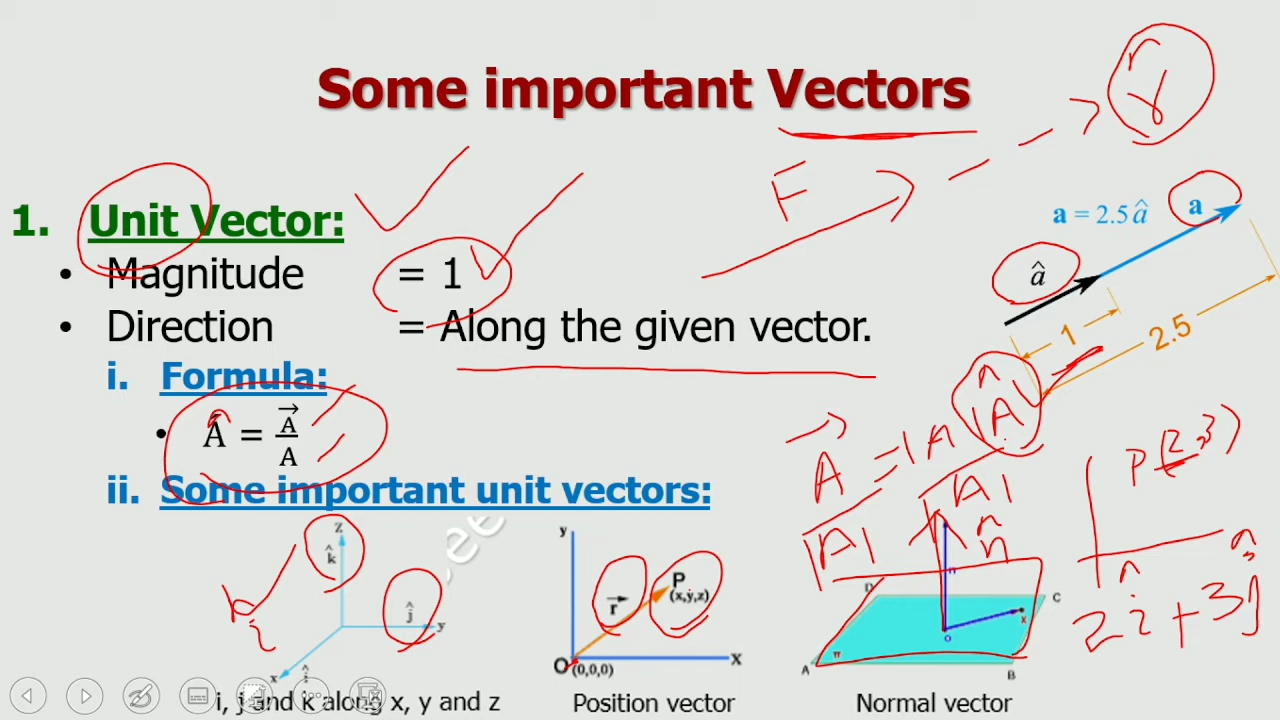 Some important Vectors
r
r
F
1. Unit Vector:
a = 2.5 â
a
• Magnitude = 1
â
• Direction = Along the given vector.
1
2.5
i. Formula:
• Â = A⃗
A
A⃗ = |A| Â
|A| |A|
P(2,3)
ii. Some important unit vectors:
z
k̂
ĵ
y
x
î
i, j and k along x, y and z
y
P
(x,y,z)
r⃗
O (0,0,0)
x
Position vector
n̂
n
D
C
x
O
π
A
B
Normal vector
2î + 3ĵ